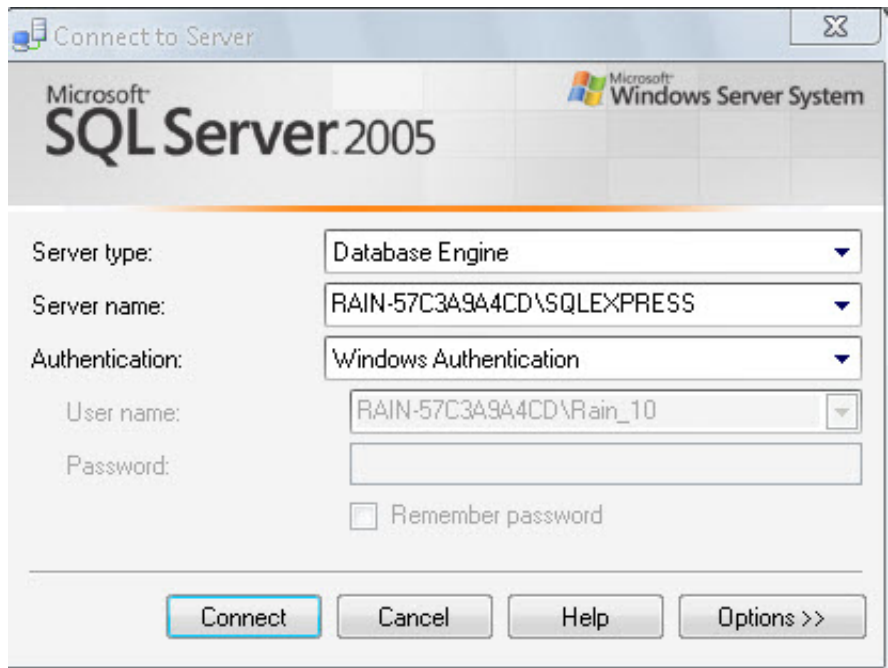 Connect to Server
Microsoft
SQL Server 2005
Microsoft
Windows Server System
Server type:
Database Engine
Server name:
RAIN-57C3A9A4CD\SQLEXPRESS
Authentication:
Windows Authentication
User name:
RAIN-57C3A9A4CD\Rain_10
Password:
Remember password
Connect
Cancel
Help
Options >>